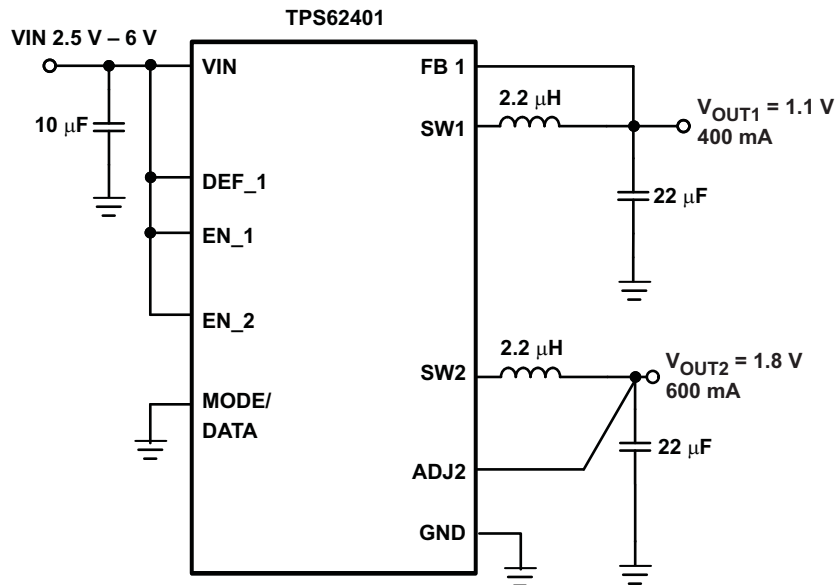 TPS62401
VIN 2.5 V – 6 V
VIN
FB 1
2.2 μH
V_OUT1 = 1.1 V
400 mA
SW1
10 μF
DEF_1
22 μF
EN_1
EN_2
2.2 μH
V_OUT2 = 1.8 V
600 mA
SW2
MODE/
DATA
22 μF
ADJ2
GND